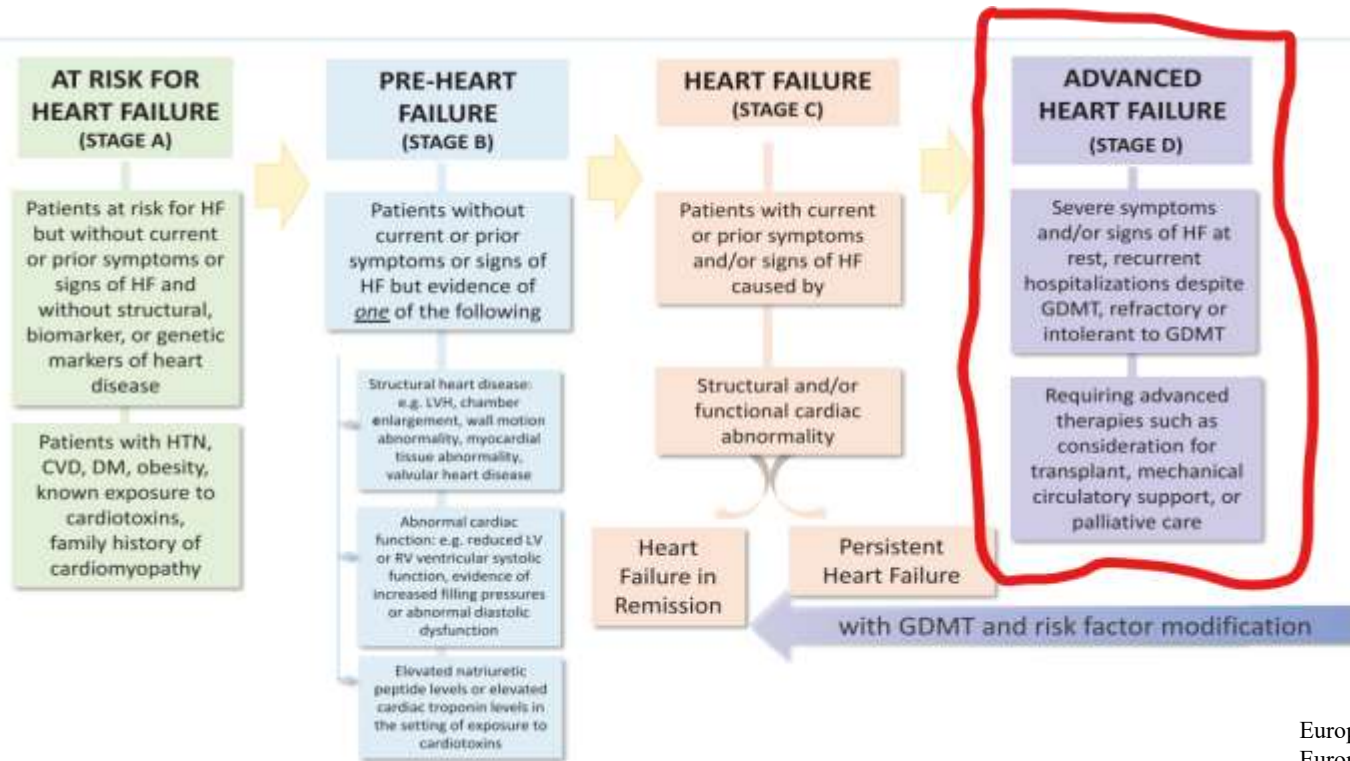 AT RISK FOR
HEART FAILURE
(STAGE A)
Patients at risk for HF
but without current
or prior symptoms or
signs of HF and
without structural,
biomarker, or genetic
markers of heart
disease
Patients with HTN,
CVD, DM, obesity,
known exposure to
cardiotoxins,
family history of
cardiomyopathy
PRE-HEART
FAILURE
(STAGE B)
Patients without
current or prior
symptoms or signs of
HF but evidence of
one of the following
Structural heart disease:
e.g. LVH, chamber
enlargement, wall motion
abnormality, myocardial
tissue abnormality,
valvular heart disease
Abnormal cardiac
function: e.g. reduced LV
or RV ventricular systolic
function, evidence of
increased filling pressures
or abnormal diastolic
dysfunction
Elevated natriuretic
peptide levels or elevated
cardiac troponin levels in
the setting of exposure to
cardiotoxins
HEART FAILURE
(STAGE C)
Patients with current
or prior symptoms
and/or signs of HF
caused by
Structural and/or
functional cardiac
abnormality
Heart
Failure in
Remission
Persistent
Heart Failure
ADVANCED
HEART FAILURE
(STAGE D)
Severe symptoms
and/or signs of HF at
rest, recurrent
hospitalizations despite
GDMT, refractory or
intolerant to GDMT
Requiring advanced
therapies such as
consideration for
transplant, mechanical
circulatory support, or
palliative care
with GDMT and risk factor modification
Europ